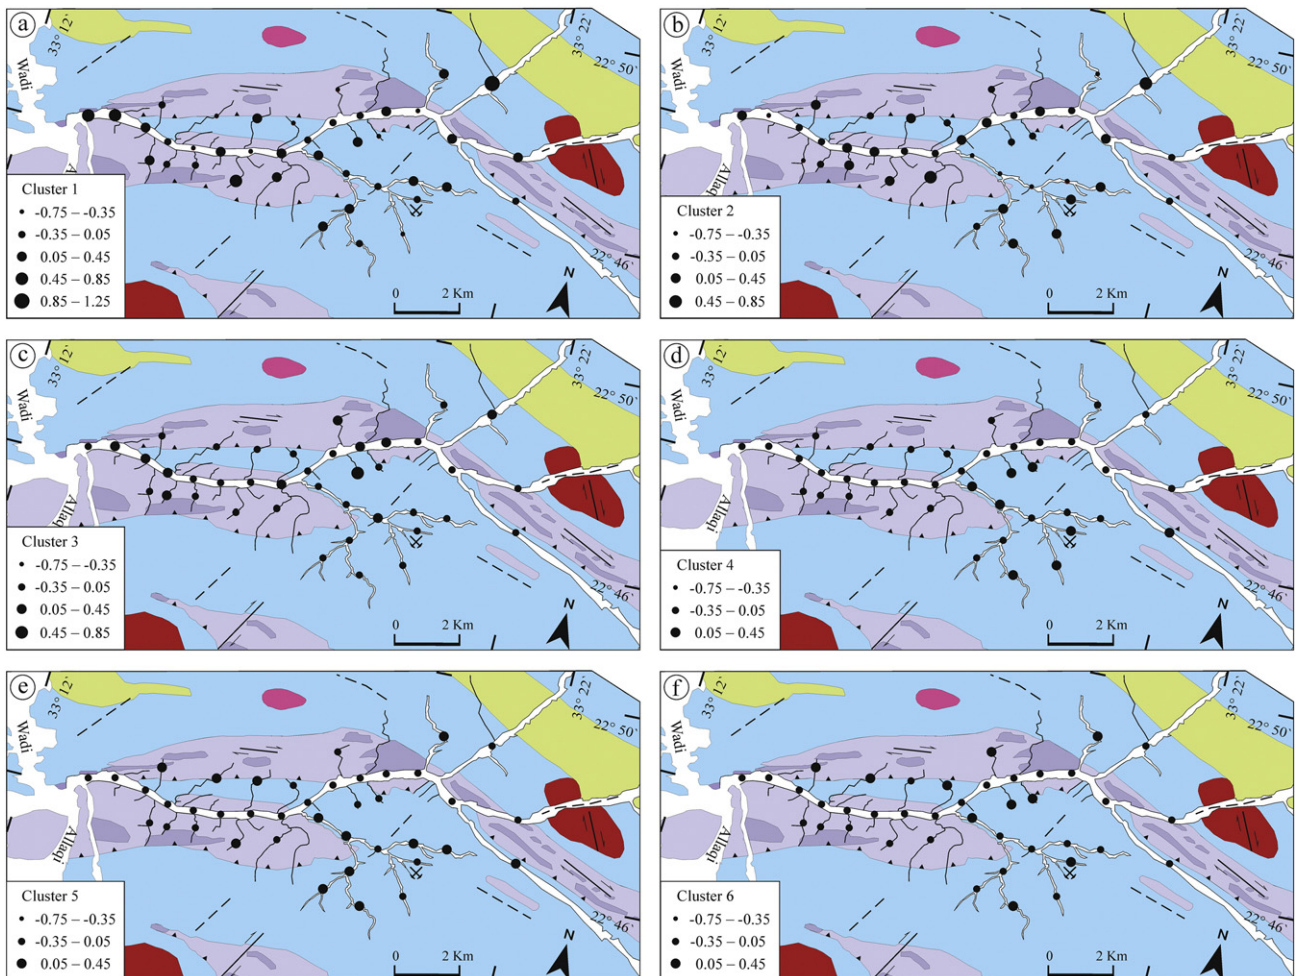 a
33° 12'
Wadi
Allaqi
33° 22'
22° 50'
22° 46'
Cluster 1
-0.75 – -0.35
-0.35 – 0.05
0.05 – 0.45
0.45 – 0.85
0.85 – 1.25
0 2 Km
N
b
33° 12'
Wadi
Allaqi
33° 22'
22° 50'
22° 46'
Cluster 2
-0.75 – -0.35
-0.35 – 0.05
0.05 – 0.45
0.45 – 0.85
0 2 Km
N
c
33° 12'
Wadi
Allaqi
33° 22'
22° 50'
22° 46'
Cluster 3
-0.75 – -0.35
-0.35 – 0.05
0.05 – 0.45
0.45 – 0.85
0 2 Km
N
d
33° 12'
Wadi
Allaqi
33° 22'
22° 50'
22° 46'
Cluster 4
-0.75 – -0.35
-0.35 – 0.05
0.05 – 0.45
0 2 Km
N
e
33° 12'
Wadi
Allaqi
33° 22'
22° 50'
22° 46'
Cluster 5
-0.75 – -0.35
-0.35 – 0.05
0.05 – 0.45
0 2 Km
N
f
33° 12'
Wadi
Allaqi
33° 22'
22° 50'
22° 46'
Cluster 6
-0.75 – -0.35
-0.35 – 0.05
0.05 – 0.45
0 2 Km
N